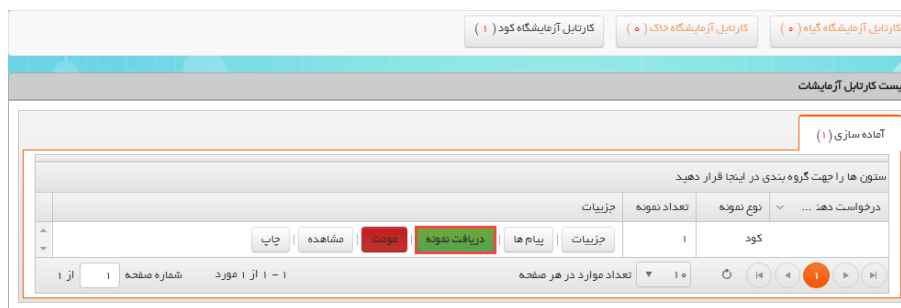 کارتابل آزمایشگاه گیاه ( ۰ ) کارتابل آزمایشگاه خاک ( ۰ ) کارتابل آزمایشگاه کود ( ۱ )
یست کارتابل آزمایشات
آماده سازی (۱)
ستون ها را جهت گروه بندی در اینجا قرار دهید
درخواست دهن ... نوع نمونه تعداد نمونه جزییات
کود ۱ جزییات | پیام ها | دریافت نمونه | عودت | مشاهده | چاپ
۱ ۱۰ تعداد موارد در هر صفحه ۱ – ۱ از ۱ مورد شماره صفحه ۱ از ۱